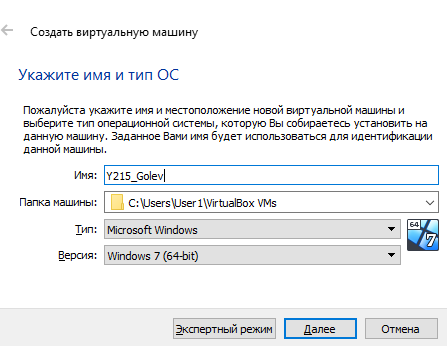 Создать виртуальную машину
Укажите имя и тип ОС
Пожалуйста укажите имя и местоположение новой виртуальной машины и
выберите тип операционной системы, которую Вы собираетесь установить на
данную машину. Заданное Вами имя будет использоваться для идентификации
данной машины.
Имя: Y215_Golev
Папка машины: C:\Users\User1\VirtualBox VMs
Тип: Microsoft Windows
64
7
Версия: Windows 7 (64-bit)
Экспертный режим Далее Отмена